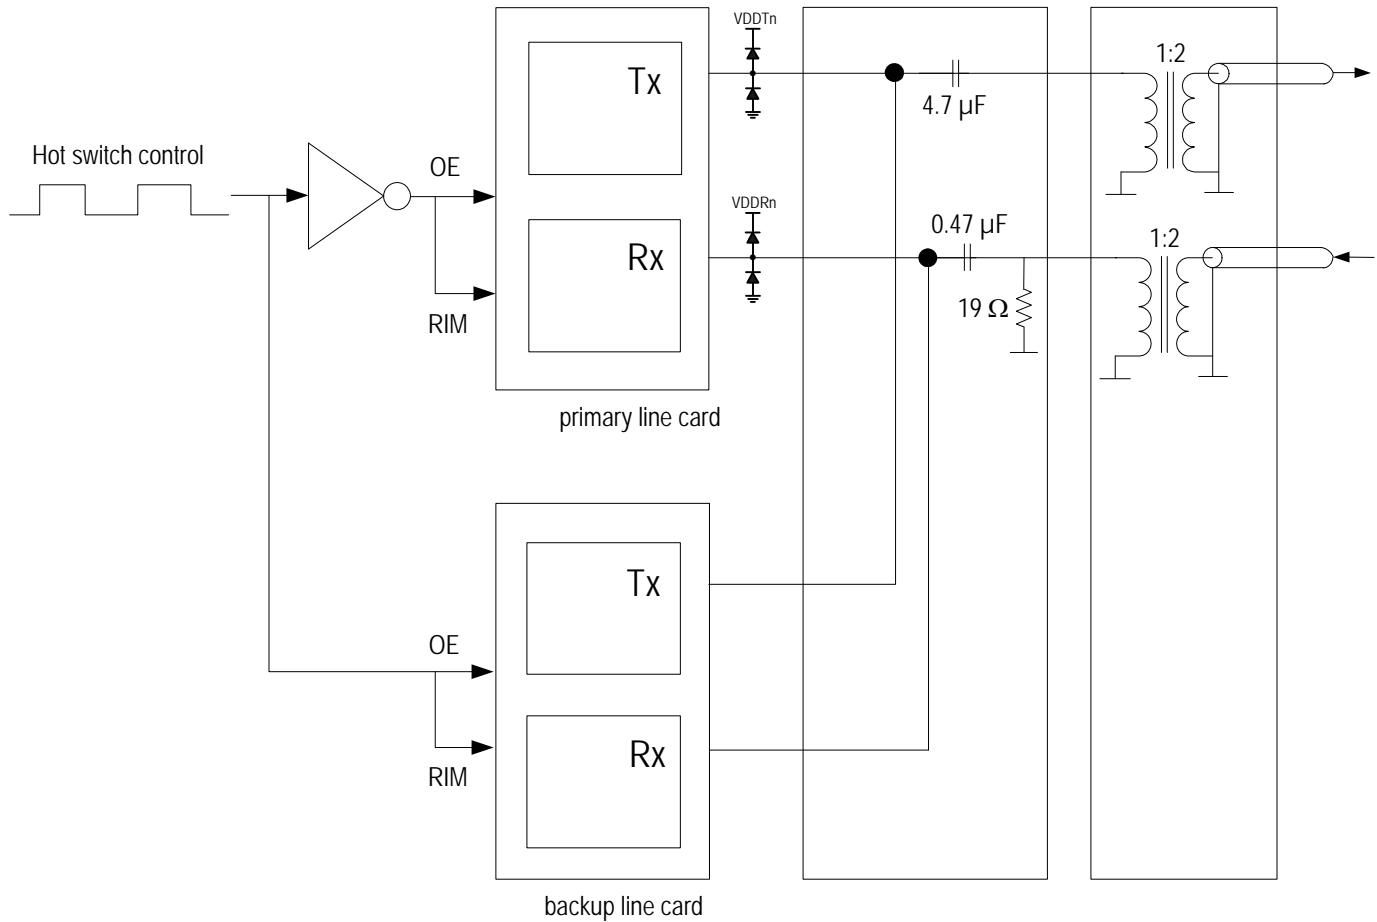 VDDTn
Tx
1:2
4.7 µF
Hot switch control
OE
VDDRn
0.47 µF
1:2
Rx
19 Ω
RIM
primary line card
Tx
OE
Rx
RIM
backup line card